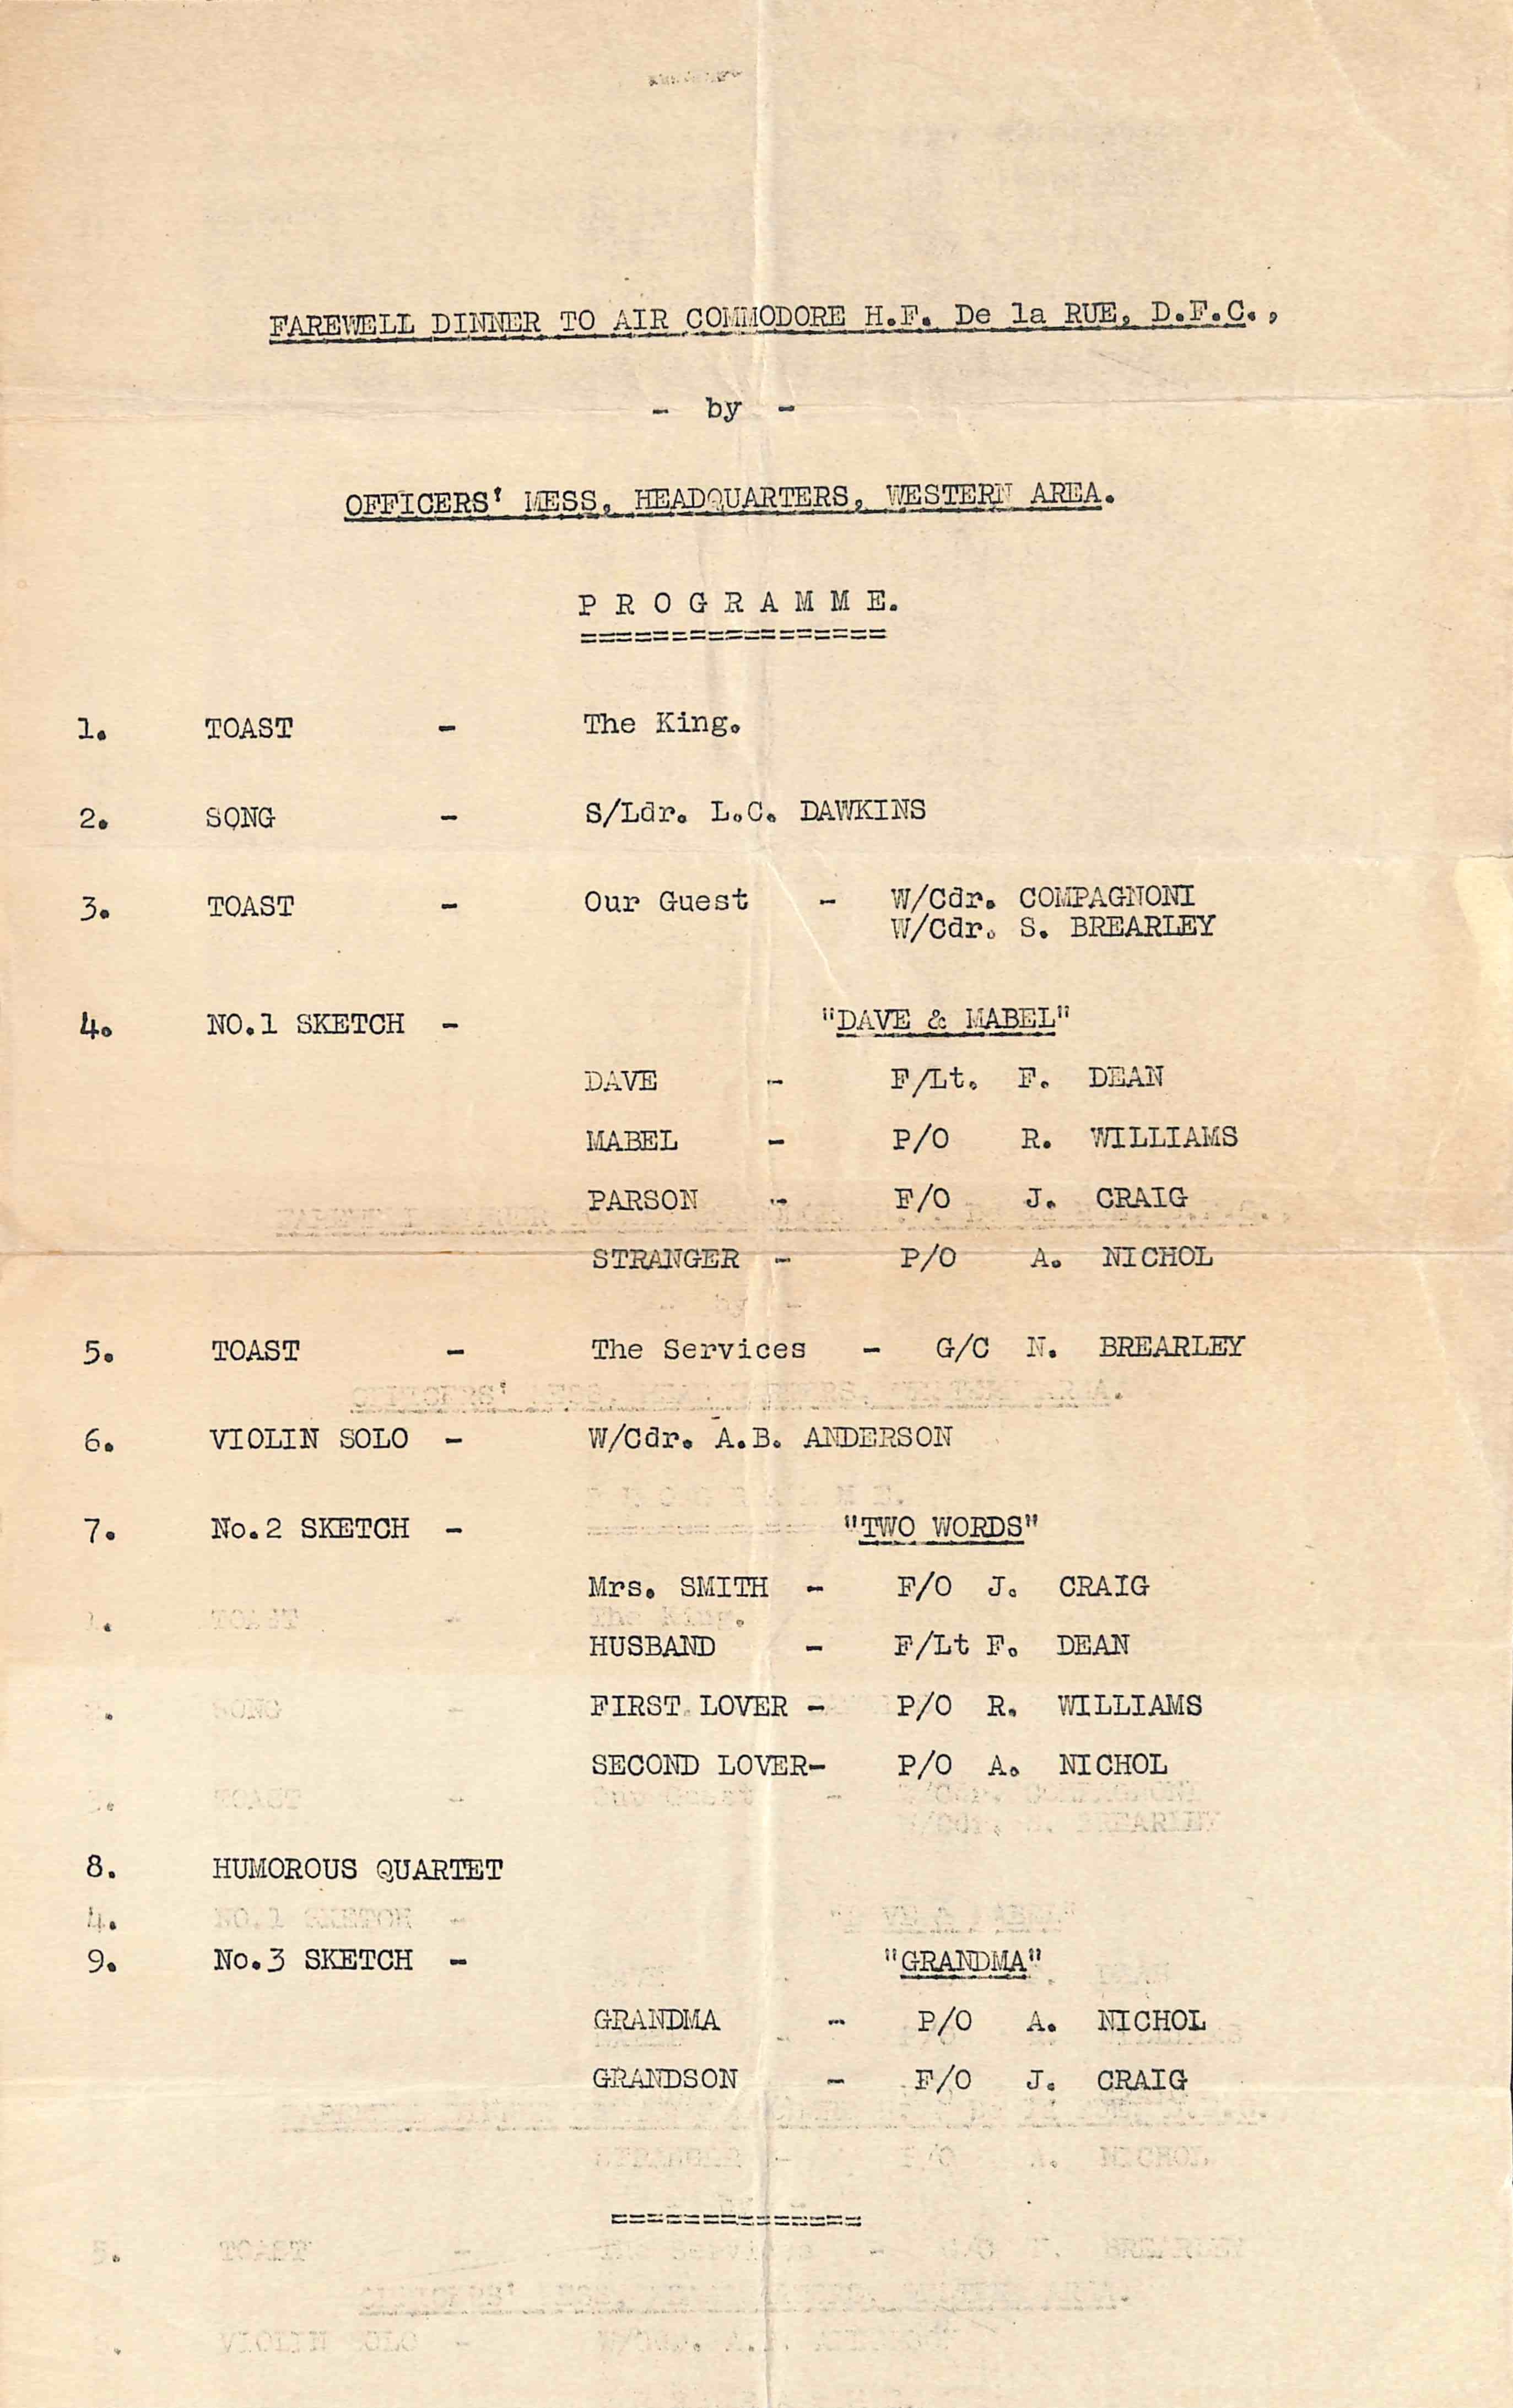 FAREWELL DINNER TO AIR COMMODORE H.F. De la RUE, D.F.C.,
- by -
OFFICERS' MESS, HEADQUARTERS, WESTERN AREA.
P R O G R A M M E.
=================
1. TOAST - The King.
2. SONG - S/Ldr. L.C. DAWKINS
3. TOAST - Our Guest - W/Cdr. COMPAGNONI
W/Cdr. S. BREARLEY
4. NO.1 SKETCH - "DAVE & MABEL"
DAVE - F/Lt. F. DEAN
MABEL - P/O R. WILLIAMS
PARSON - F/O J. CRAIG
STRANGER - P/O A. NICHOL
5. TOAST - The Services - G/C N. BREARLEY
6. VIOLIN SOLO - W/Cdr. A.B. ANDERSON
7. No.2 SKETCH - "TWO WORDS"
Mrs. SMITH - F/O J. CRAIG
HUSBAND - F/Lt F. DEAN
FIRST LOVER - P/O R. WILLIAMS
SECOND LOVER- P/O A. NICHOL
8. HUMOROUS QUARTET
9. No.3 SKETCH - "GRANDMA"
GRANDMA - P/O A. NICHOL
GRANDSON - F/O J. CRAIG
==============